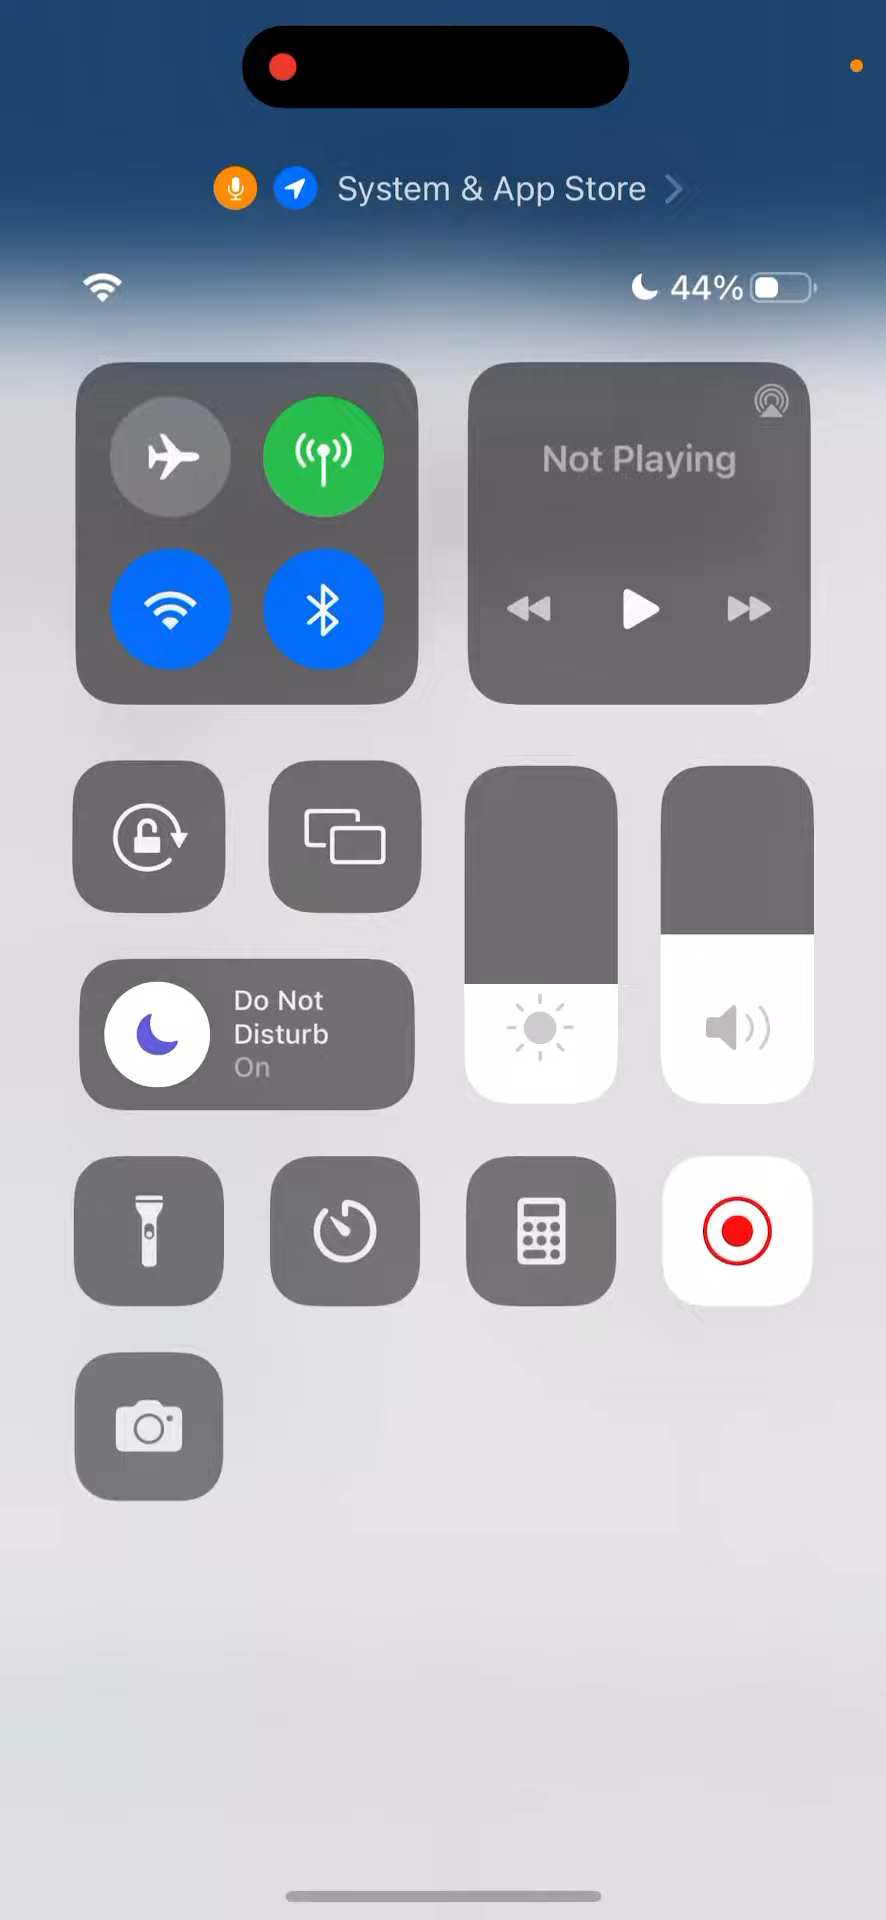 System & App Store
44%
Not Playing
Do Not
Disturb
On